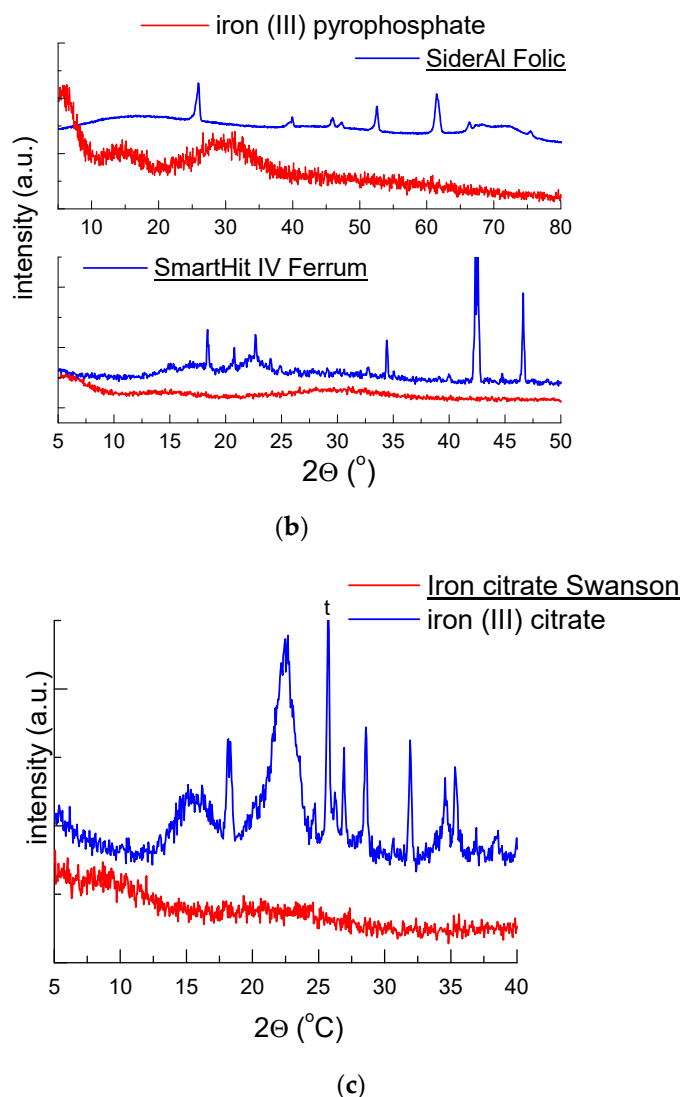 iron (III) pyrophosphate
SiderAl Folic
intensity (a.u.)
10 20 30 40 50 60 70 80
SmartHit IV Ferrum
5 10 15 20 25 30 35 40 45 50
2Θ (°)
(b)
Iron citrate Swanson
iron (III) citrate
t
intensity (a.u.)
5 10 15 20 25 30 35 40
2Θ (°C)
(c)